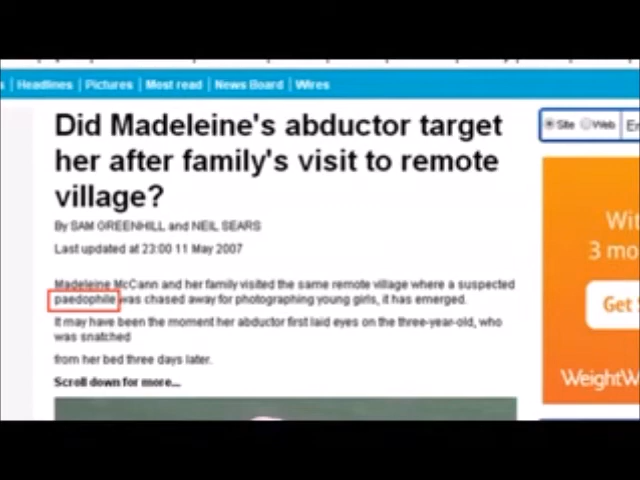 Headlines | Pictures | Most read | News Board | Wires
Did Madeleine's abductor target
her after family's visit to remote
village?
By SAM GREENHILL and NEIL SEARS
Last updated at 23:00 11 May 2007
Madeleine McCann and her family visited the same remote village where a suspected
paedophile was chased away for photographing young girls, it has emerged.
It may have been the moment her abductor first laid eyes on the three-year-old, who
was snatched
from her bed three days later.
Scroll down for more...
Site Web
Wit
3 mo
Get
WeightW